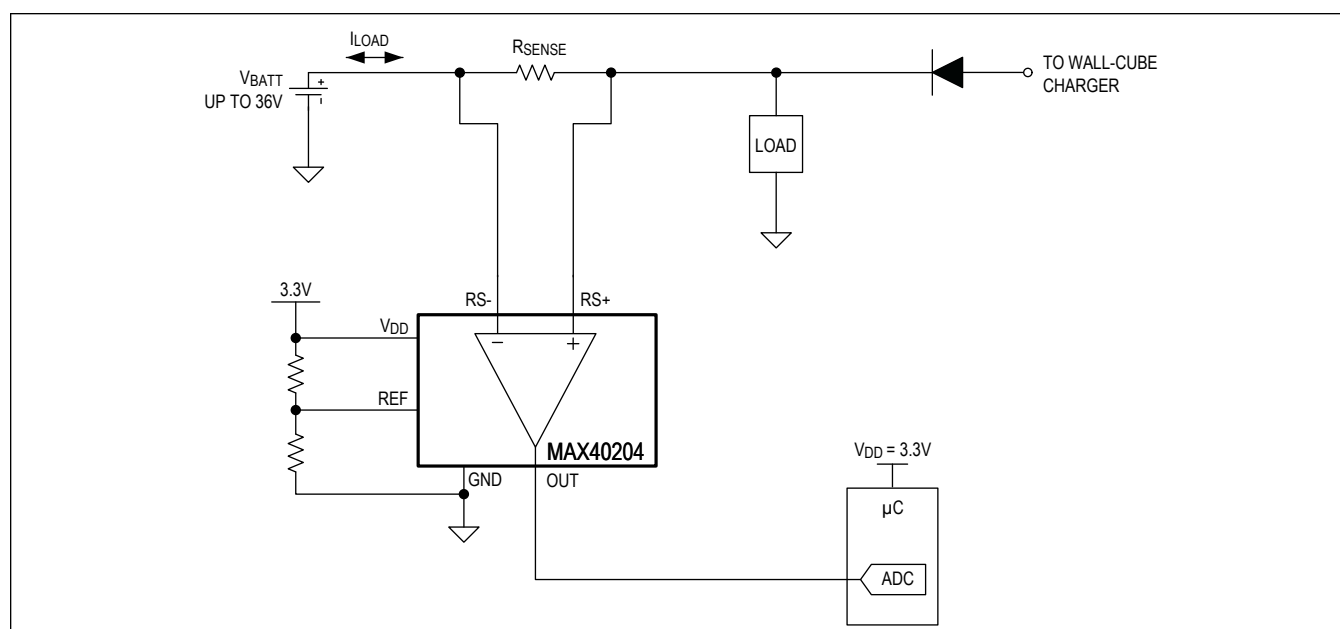 ILOAD
RSENSE
VBATT
UP TO 36V
+
TO WALL-CUBE
CHARGER
LOAD
3.3V
RS-
RS+
VDD
− +
REF
MAX40204
GND
OUT
VDD = 3.3V
µC
ADC